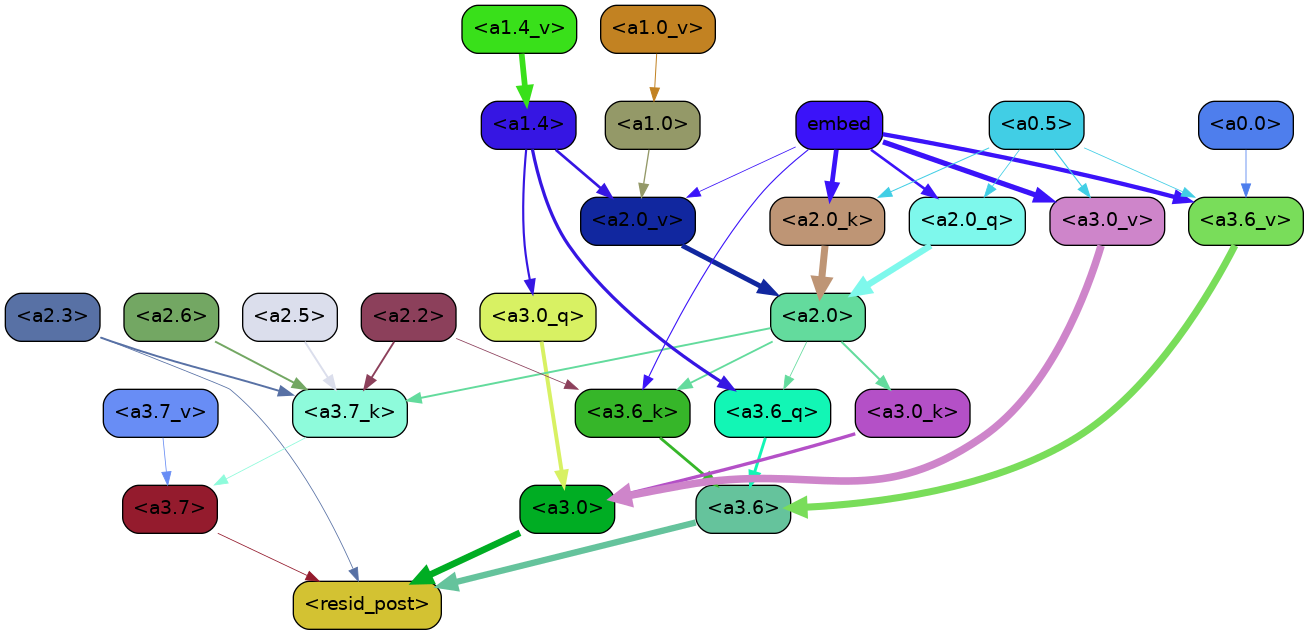 <a1.4_v> <a1.0_v>
<a1.4> <a1.0> embed <a0.5> <a0.0>
<a2.0_v> <a2.0_k> <a2.0_q> <a3.0_v> <a3.6_v>
<a2.3> <a2.6> <a2.5> <a2.2> <a3.0_q> <a2.0>
<a3.7_v> <a3.7_k> <a3.6_k> <a3.6_q> <a3.0_k>
<a3.7> <a3.0> <a3.6>
<resid_post>